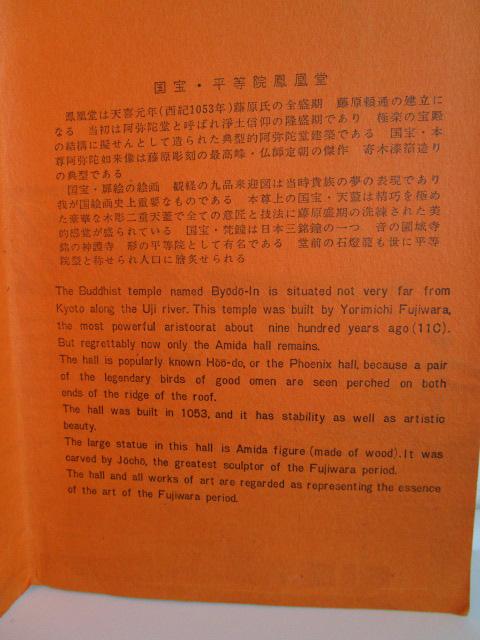 国宝・平等院鳳凰堂
鳳凰堂は天喜元年(西紀1053年)藤原氏の全盛期　藤原頼通の建立に
なる　当初は阿弥陀堂と呼ばれ浄土信仰の隆盛期であり　極楽の宝殿
の結構に擬せんとして造られた典型的阿弥陀堂建築である　国宝・本
尊阿弥陀如来像は藤原彫刻の最高峰・仏師定朝の傑作　寄木漆箔造り
の典型である
国宝・扉絵の絵画　観経の九品来迎図は当時貴族の夢の表現であり
我が国絵画史上重要なものである　本尊上の国宝・天蓋は精巧を極め
た豪華な木彫二重天蓋で全ての意匠と技法に藤原盛期の洗練された美
的感覚が盛られている　国宝・梵鐘は日本三銘鐘の一つ　音の園城寺
銘の神護寺　形の平等院として有名である　堂前の石燈籠も世に平等
院型と称せられ人口に膾炙せられる
The Buddhist temple named Byōdō-In is situated not very far from
Kyoto along the Uji river. This temple was built by Yorimichi Fujiwara,
the most powerful aristocrat about nine hundred years ago (11C).
But regrettably now only the Amida hall remains.
The hall is popularly known Hōō-do, or the Phoenix hall, because a pair
of the legendary birds of good omen are seen perched on both
ends of the ridge of the roof.
The hall was built in 1053, and it has stability as well as artistic
beauty.
The large statue in this hall is Amida figure (made of wood). It was
carved by Jōchō, the greatest sculptor of the Fujiwara period.
The hall and all works of art are regarded as representing the essence
of the art of the Fujiwara period.